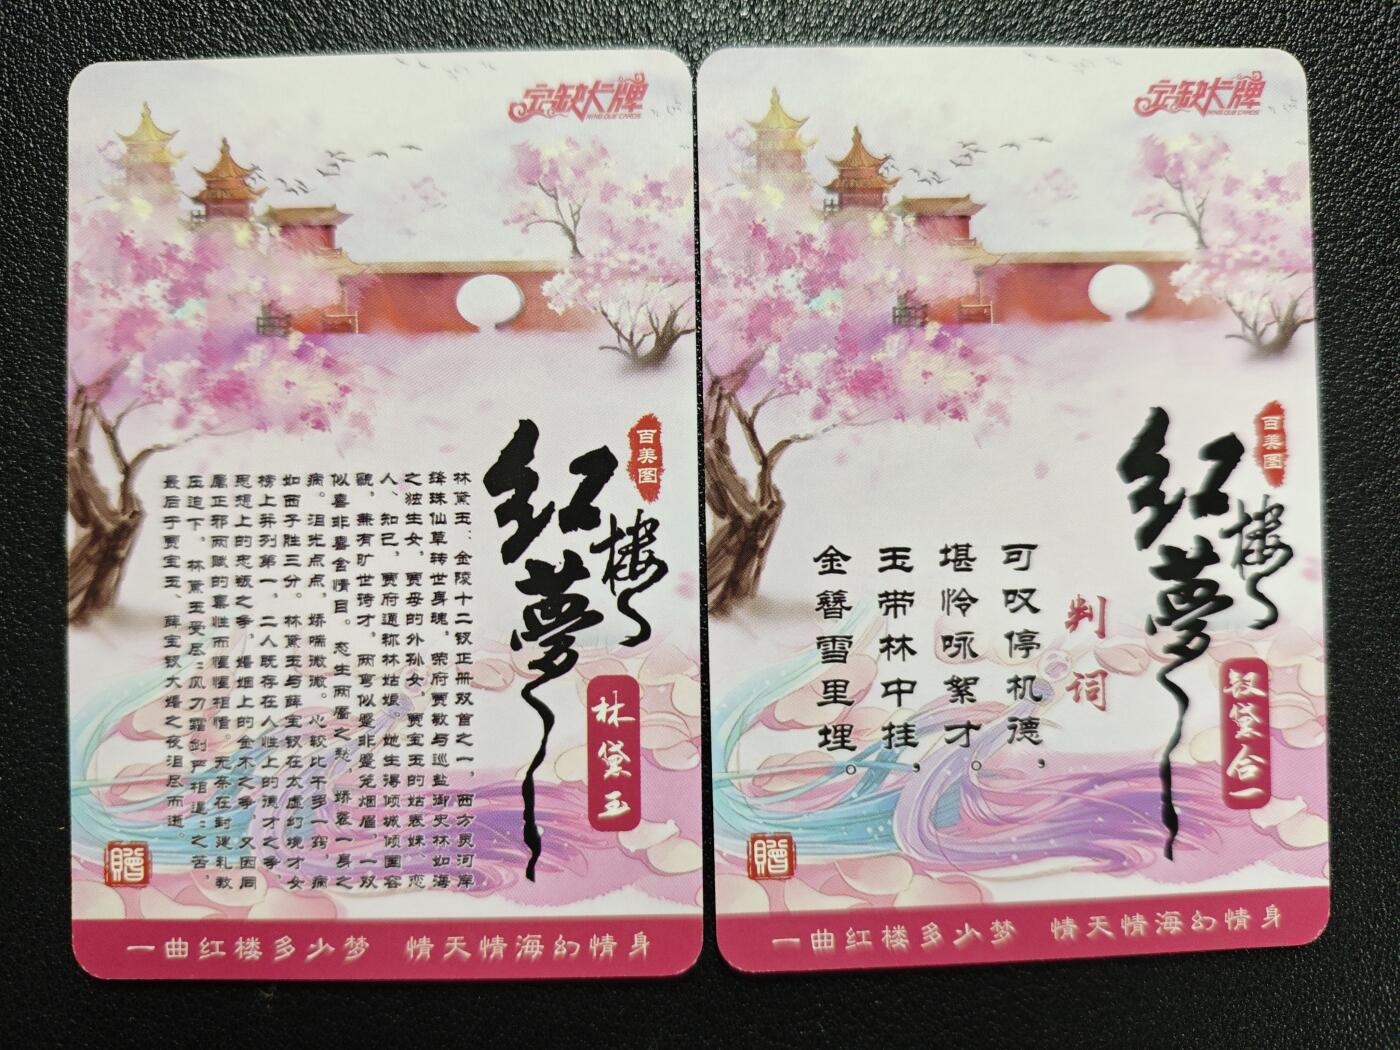 宁缺大牌
NING QUE CARDS
百美图
红楼梦
林黛玉
林黛玉、金陵十二钗正册双首之一，西方灵河岸
绛珠仙草转世身魂，荣府贾敏与巡盐御史林如海
之独生女，贾母的外孙女，贾宝玉的姑表妹、恋
人、知己，贾府通称林姑娘。她生得倾城倾国容
貌，兼有旷世诗才，两弯似蹙非蹙笼烟眉，一双
似喜非喜含情目。态生两靥之愁，娇袭一身之
病。泪光点点，娇喘微微。心较比干多一窍，病
如西子胜三分。林黛玉与薛宝钗在太虚幻境才女
榜上并列第一，二人既存在人性上的德才之争，
思想上的忠叛之争，婚姻上的金木之争，又因同
属正邪两赋的禀性而惺惺相惜。无奈在封建礼教
压迫下，林黛玉受尽“风刀霜剑严相逼”之苦，
最后于贾宝玉、薛宝钗大婚之夜泪尽而逝。
赠
一曲红楼多少梦 情天情海幻情身
宁缺大牌
NING QUE CARDS
百美图
红楼梦
钗黛合一
判词
可叹停机德，
堪怜咏絮才。
玉带林中挂，
金簪雪里埋。
赠
一曲红楼多少梦 情天情海幻情身